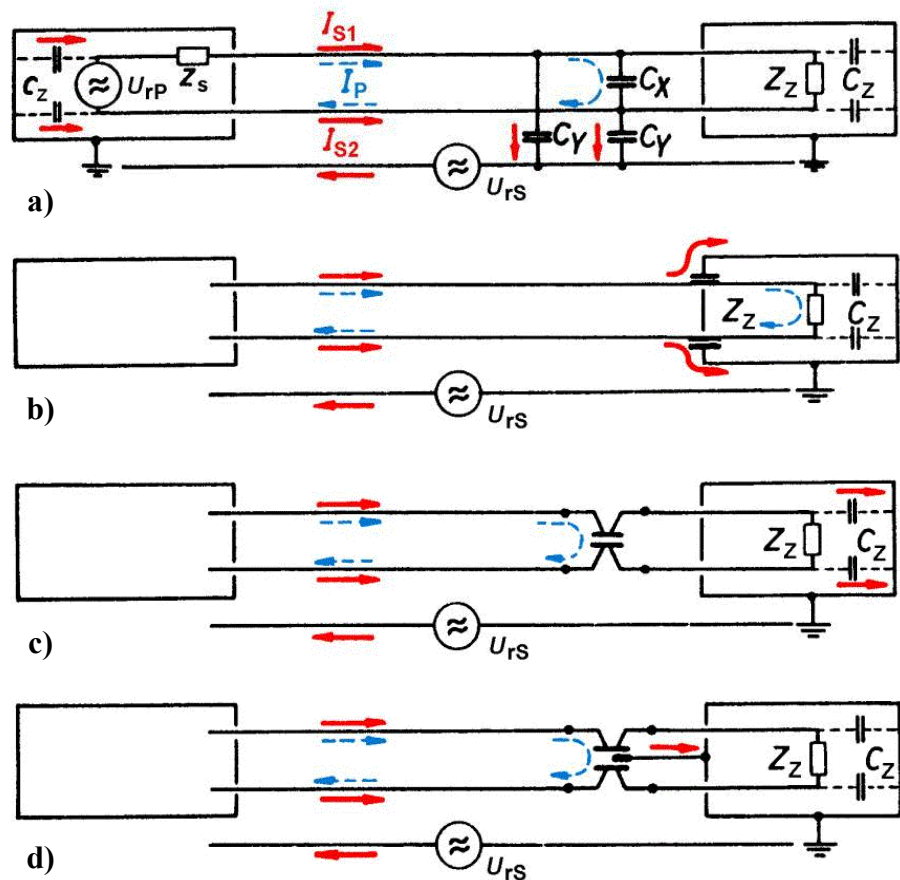 I_S1
C_Z U_rP Z_s I_P C_X Z_Z C_Z
I_S2 C_Y C_Y
U_rS
a)
Z_Z C_Z
U_rS
b)
Z_Z C_Z
U_rS
c)
Z_Z C_Z
U_rS
d)